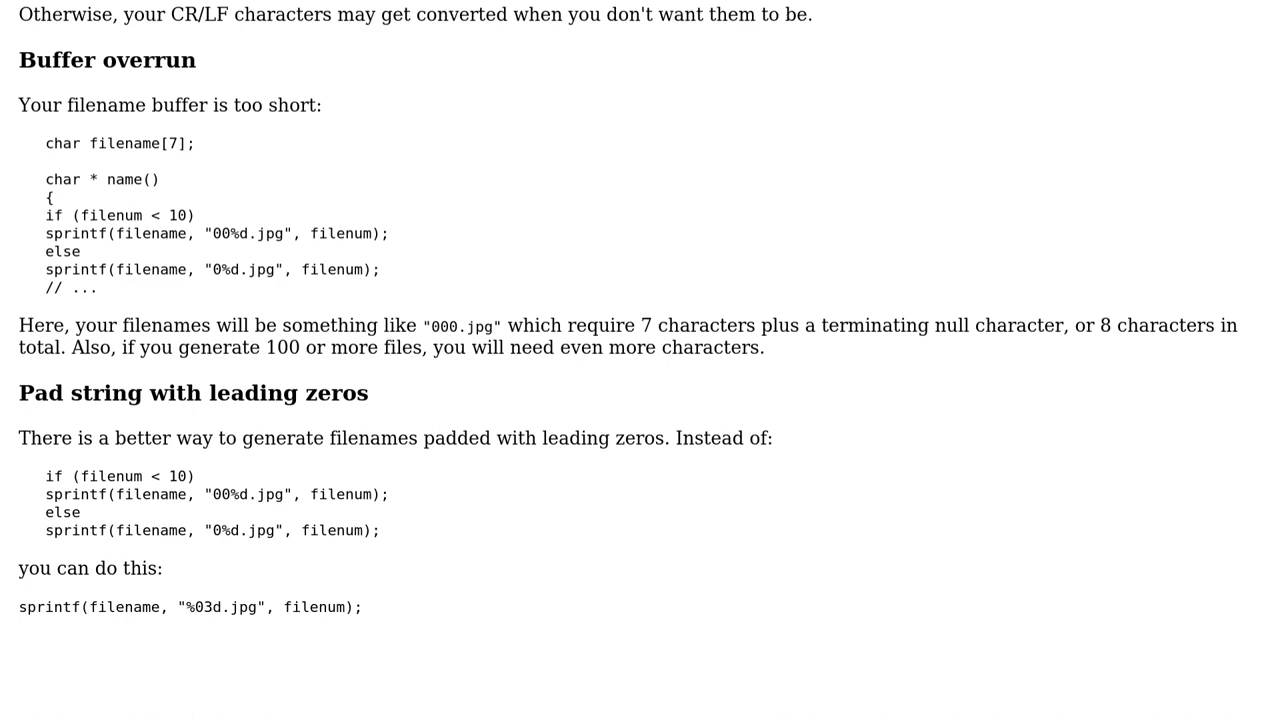 Otherwise, your CR/LF characters may get converted when you don't want them to be.
Buffer overrun
Your filename buffer is too short:
char filename[7];
char * name()
{
if (filenum < 10)
sprintf(filename, "00%d.jpg", filenum);
else
sprintf(filename, "0%d.jpg", filenum);
// ...
Here, your filenames will be something like "000.jpg" which require 7 characters plus a terminating null character, or 8 characters in
total. Also, if you generate 100 or more files, you will need even more characters.
Pad string with leading zeros
There is a better way to generate filenames padded with leading zeros. Instead of:
if (filenum < 10)
sprintf(filename, "00%d.jpg", filenum);
else
sprintf(filename, "0%d.jpg", filenum);
you can do this:
sprintf(filename, "%03d.jpg", filenum);